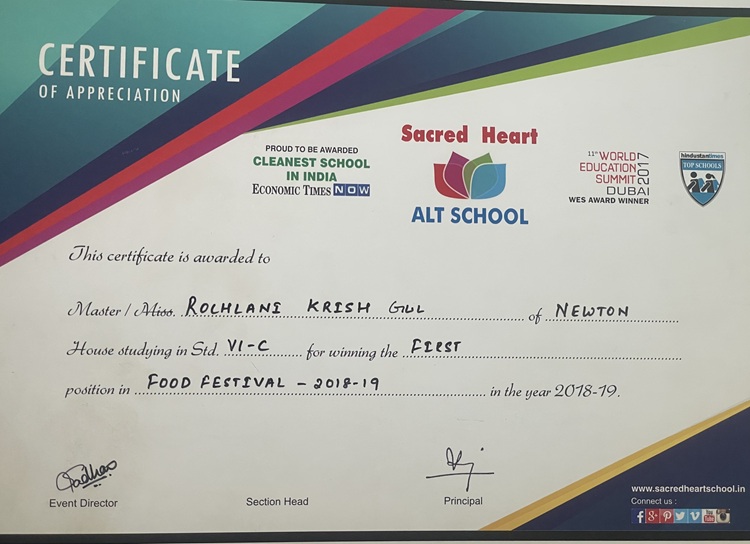 CERTIFICATE
OF APPRECIATION
PROUD TO BE AWARDED
CLEANEST SCHOOL
IN INDIA
ECONOMIC TIMES NOW
Sacred Heart
ALT SCHOOL
11TH WORLD
EDUCATION
SUMMIT
DUBAI
2017
WES AWARD WINNER
hindustantimes
TOP SCHOOLS
This certificate is awarded to
Master / Miss. ROCHLANI KRISH GUL of NEWTON
House studying in Std. VI-C for winning the FIRST
position in FOOD FESTIVAL - 2018-19 in the year 2018-19.
Event Director
Section Head
Principal
www.sacredheartschool.in
Connect us :